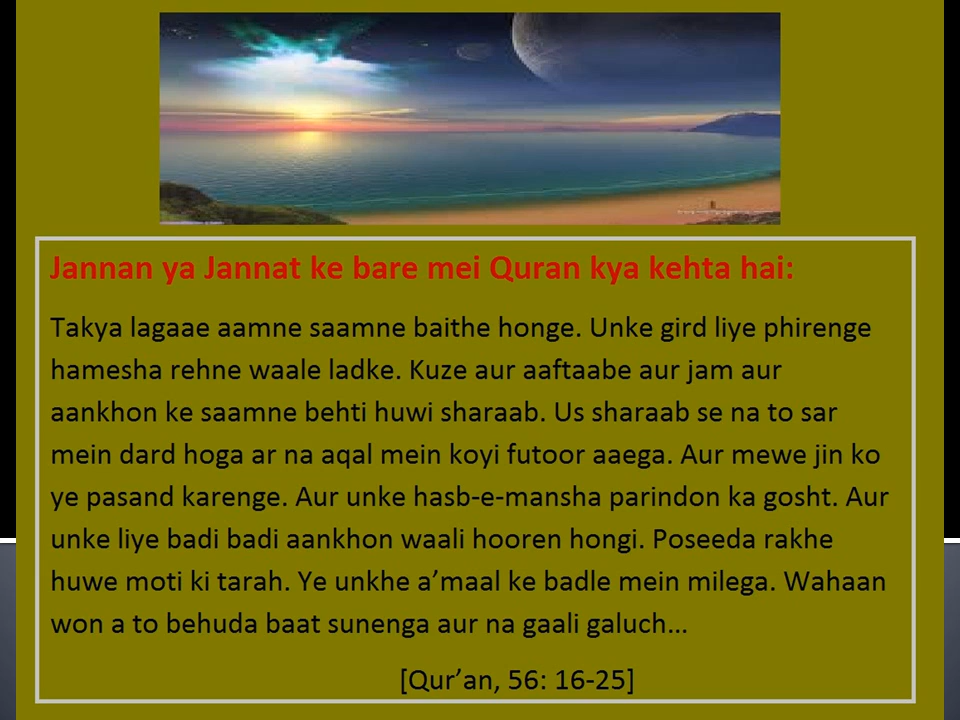 Jannan ya Jannat ke bare mei Quran kya kehta hai:
Takya lagaae aamne saamne baithe honge. Unke gird liye phirenge
hamesha rehne waale ladke. Kuze aur aaftaabe aur jam aur
aankhon ke saamne behti huwi sharaab. Us sharaab se na to sar
mein dard hoga ar na aqal mein koyi futoor aaega. Aur mewe jin ko
ye pasand karenge. Aur unke hasb-e-mansha parindon ka gosht. Aur
unke liye badi badi aankhon waali hooren hongi. Poseeda rakhe
huwe moti ki tarah. Ye unkhe a’maal ke badle mein milega. Wahaan
won a to behuda baat sunenga aur na gaali galuch…
[Qur’an, 56: 16-25]